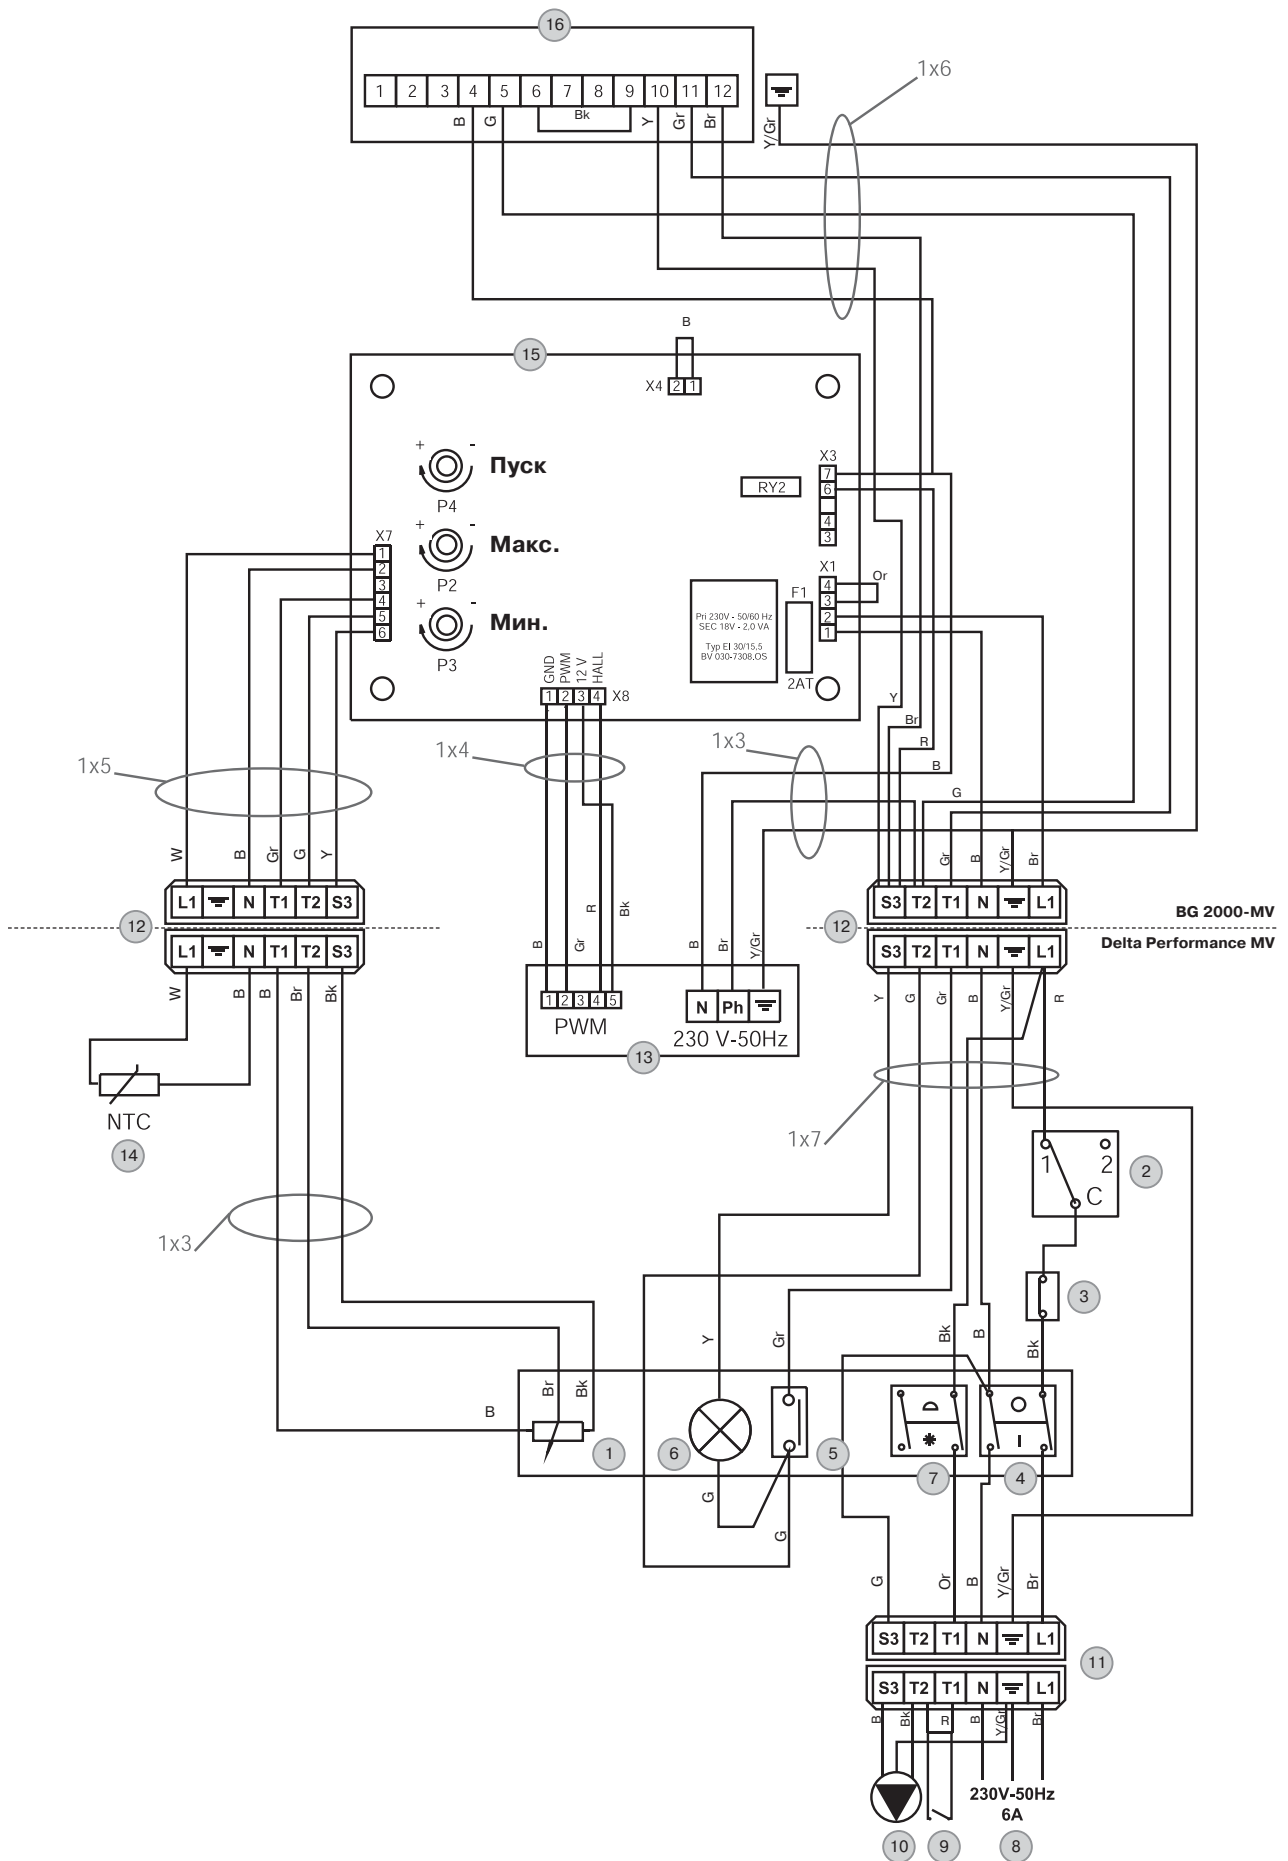 16
1x6
1 2 3 4 5 6 7 8 9 10 11 12
B G Bk Y Gr Br Y/Gr
B
15
X4 2 1
+ -
Пуск
P4
X3
7
6
4
3
RY2
+ -
Макс.
P2
X7
1
2
3
4
5
6
X1
4
3
2
1
Or
F1
+ -
Мин.
P3
Pri 230V - 50/60 Hz
SEC 18V - 2,0 VA
Typ EI 30/15,5
BV 030-7308.OS
2AT
GND PWM 12 V HALL
1 2 3 4 X8
Y
Br
R
B
G
1x5
1x4
1x3
W B Gr G Y
Gr B Y/Gr Br
L1 N T1 T2 S3
S3 T2 T1 N L1
12
12
BG 2000-MV
Delta Performance MV
L1 N T1 T2 S3
S3 T2 T1 N L1
B Gr R Bk
B Br Y/Gr
W B B Br Bk
Y G Gr B Y/Gr R
1 2 3 4 5
PWM
N Ph
230 V-50Hz
13
NTC
14
1x7
1 2
C
2
1x3
3
Y Gr Bk B Bk
B Br Bk
1
6
5
7
4
G G
G Or B Y/Gr Br
S3 T2 T1 N L1
11
S3 T2 T1 N L1
B Bk R B Y/Gr Br
230V-50Hz
6A
10 9 8